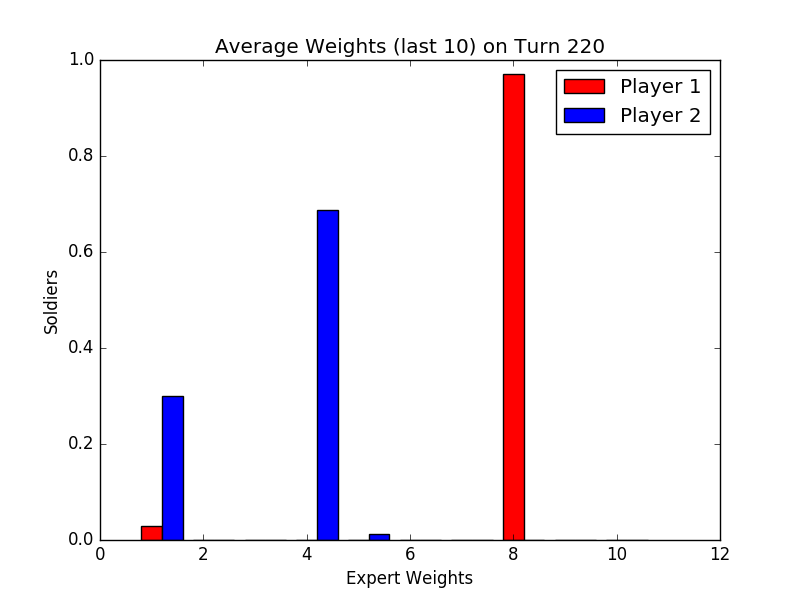 Average Weights (last 10) on Turn 220
Player 1
Player 2
1.0
0.8
0.6
0.4
0.2
0.0
Soldiers
0 2 4 6 8 10 12
Expert Weights